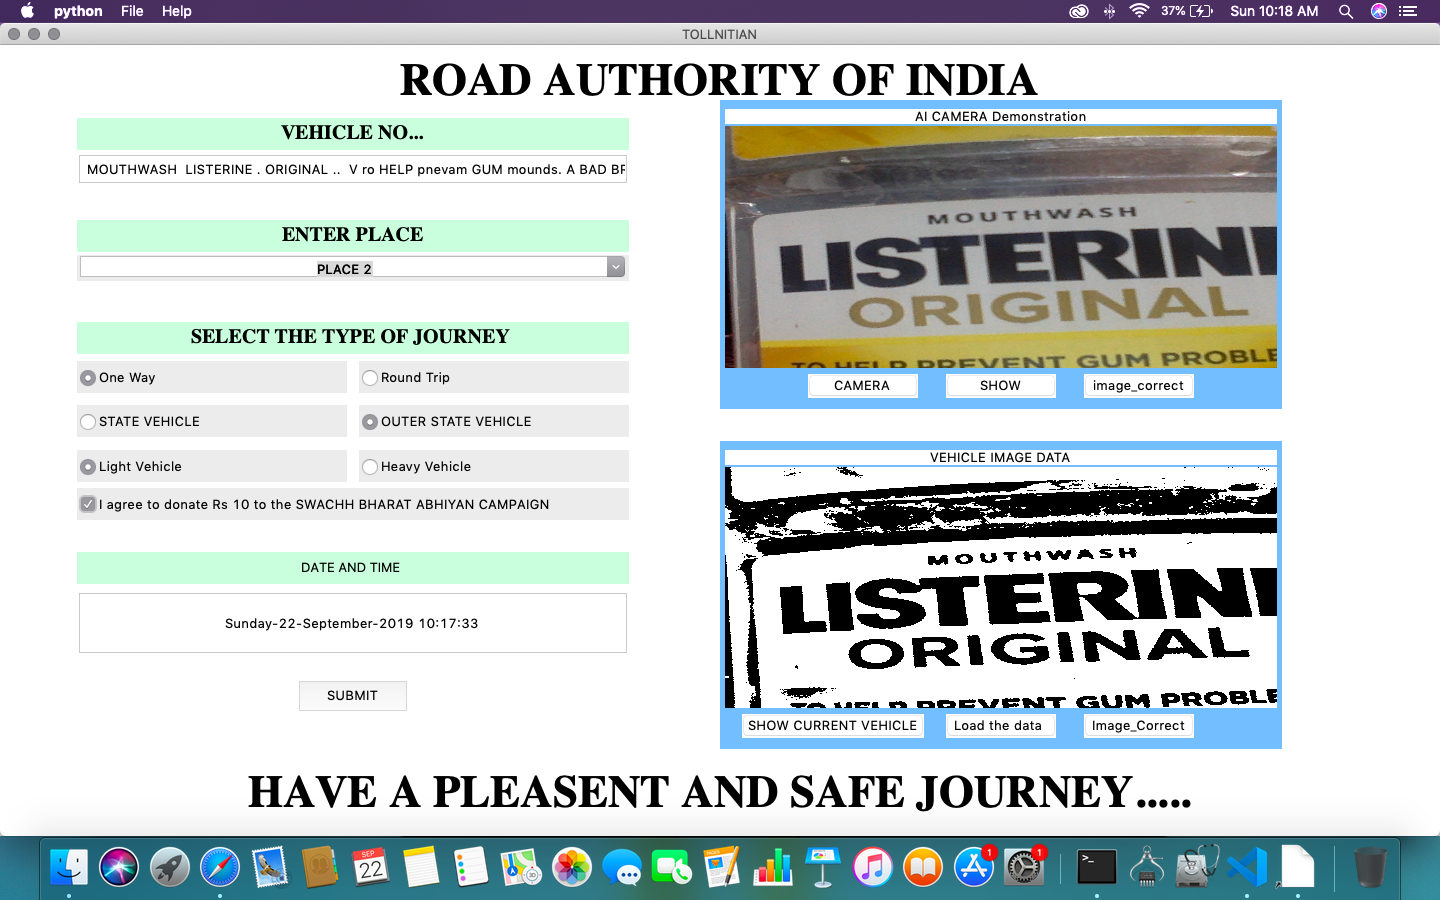 python File Help
37% Sun 10:18 AM
TOLLNITIAN
ROAD AUTHORITY OF INDIA
VEHICLE NO...
MOUTHWASH LISTERINE . ORIGINAL .. V ro HELP pnevam GUM mounds. A BAD BR
ENTER PLACE
PLACE 2
SELECT THE TYPE OF JOURNEY
One Way Round Trip
STATE VEHICLE OUTER STATE VEHICLE
Light Vehicle Heavy Vehicle
I agree to donate Rs 10 to the SWACHH BHARAT ABHIYAN CAMPAIGN
DATE AND TIME
Sunday-22-September-2019 10:17:33
SUBMIT
AI CAMERA Demonstration
MOUTHWASH
LISTERIN
ORIGINAL
TO HELP PREVENT GUM PROBLE
CAMERA SHOW image_correct
VEHICLE IMAGE DATA
MOUTHWASH
LISTERIN
ORIGINAL
TO HELP PREVENT GUM PROBLE
SHOW CURRENT VEHICLE Load the data Image_Correct
HAVE A PLEASENT AND SAFE JOURNEY.....
SEP
22
1
1